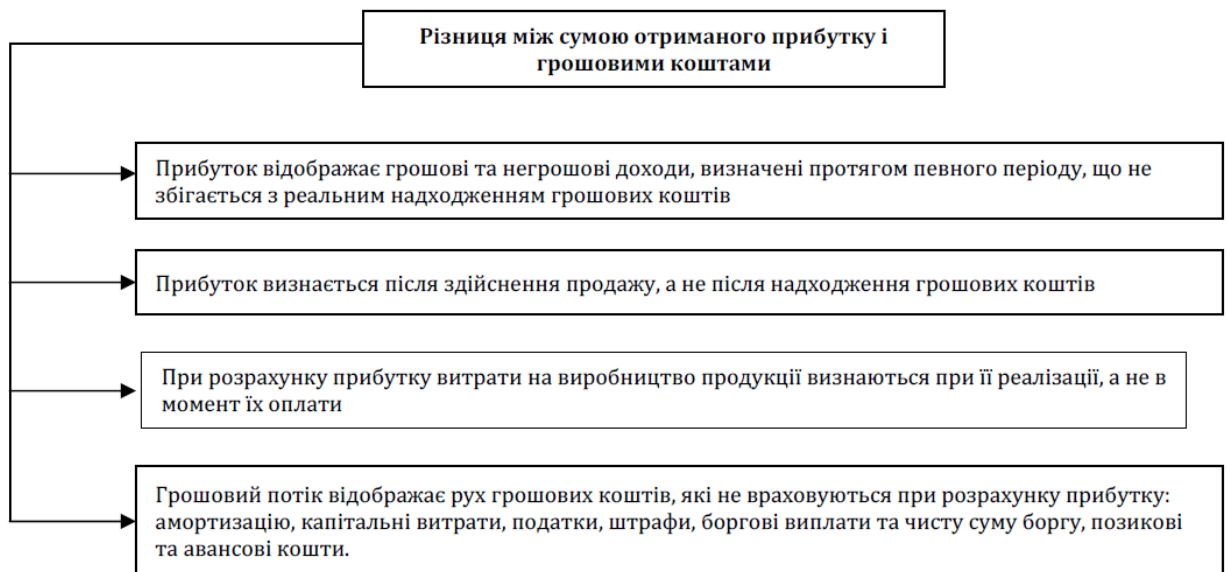 Різниця між сумою отриманого прибутку і
грошовими коштами
Прибуток відображає грошові та негрошові доходи, визначені протягом певного періоду, що не
збігається з реальним надходженням грошових коштів
Прибуток визнається після здійснення продажу, а не після надходження грошових коштів
При розрахунку прибутку витрати на виробництво продукції визнаються при її реалізації, а не в
момент їх оплати
Грошовий потік відображає рух грошових коштів, які не враховуються при розрахунку прибутку:
амортизацію, капітальні витрати, податки, штрафи, боргові виплати та чисту суму боргу, позикові
та авансові кошти.